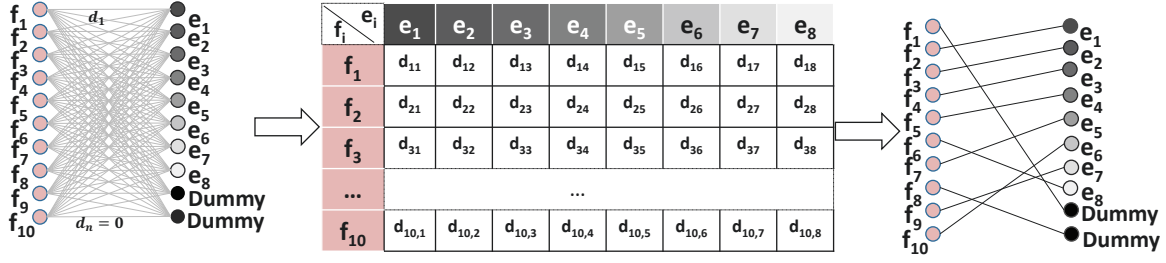 d₁
f₁
f₂
f₃
f₄
f₅
f₆
f₇
f₈
f₉
f₁₀
e₁
e₂
e₃
e₄
e₅
e₆
e₇
e₈
Dummy
Dummy
dₙ = 0
fᵢ eᵢ e₁ e₂ e₃ e₄ e₅ e₆ e₇ e₈
f₁ d₁₁ d₁₂ d₁₃ d₁₄ d₁₅ d₁₆ d₁₇ d₁₈
f₂ d₂₁ d₂₂ d₂₃ d₂₄ d₂₅ d₂₆ d₂₇ d₂₈
f₃ d₃₁ d₃₂ d₃₃ d₃₄ d₃₅ d₃₆ d₃₇ d₃₈
... ...
f₁₀ d₁₀,₁ d₁₀,₂ d₁₀,₃ d₁₀,₄ d₁₀,₅ d₁₀,₆ d₁₀,₇ d₁₀,₈
f₁
f₂
f₃
f₄
f₅
f₆
f₇
f₈
f₉
f₁₀
e₁
e₂
e₃
e₄
e₅
e₆
e₇
e₈
Dummy
Dummy